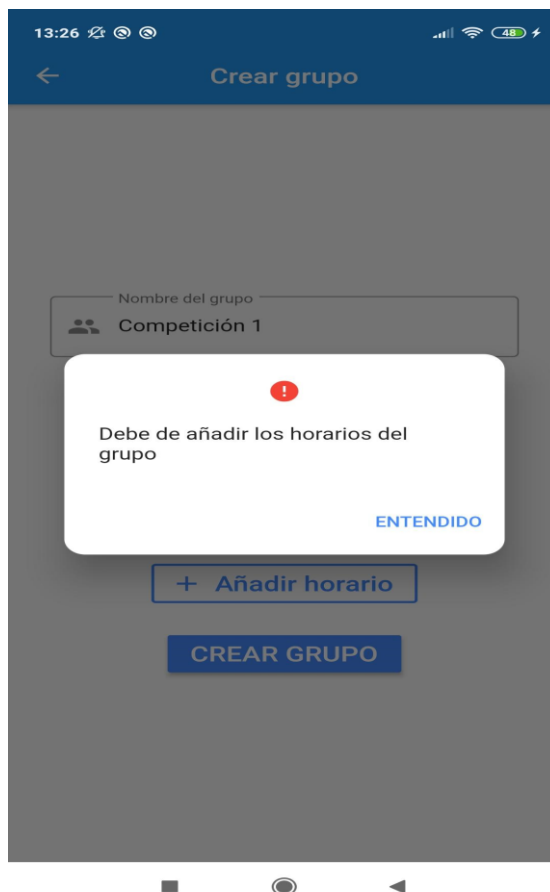 13:26
48
Crear grupo
Nombre del grupo
Competición 1
Debe de añadir los horarios del
grupo
ENTENDIDO
+ Añadir horario
CREAR GRUPO